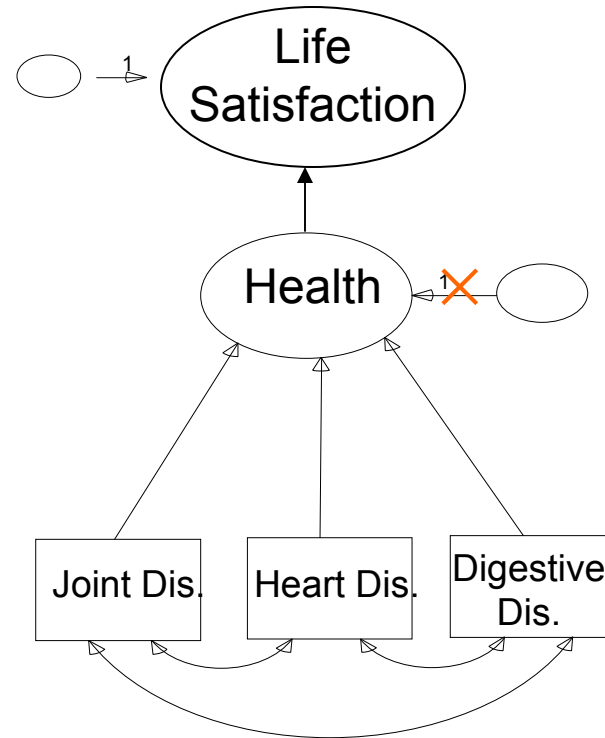 Life
Satisfaction
1
Health
1
Joint Dis.
Heart Dis.
Digestive
Dis.